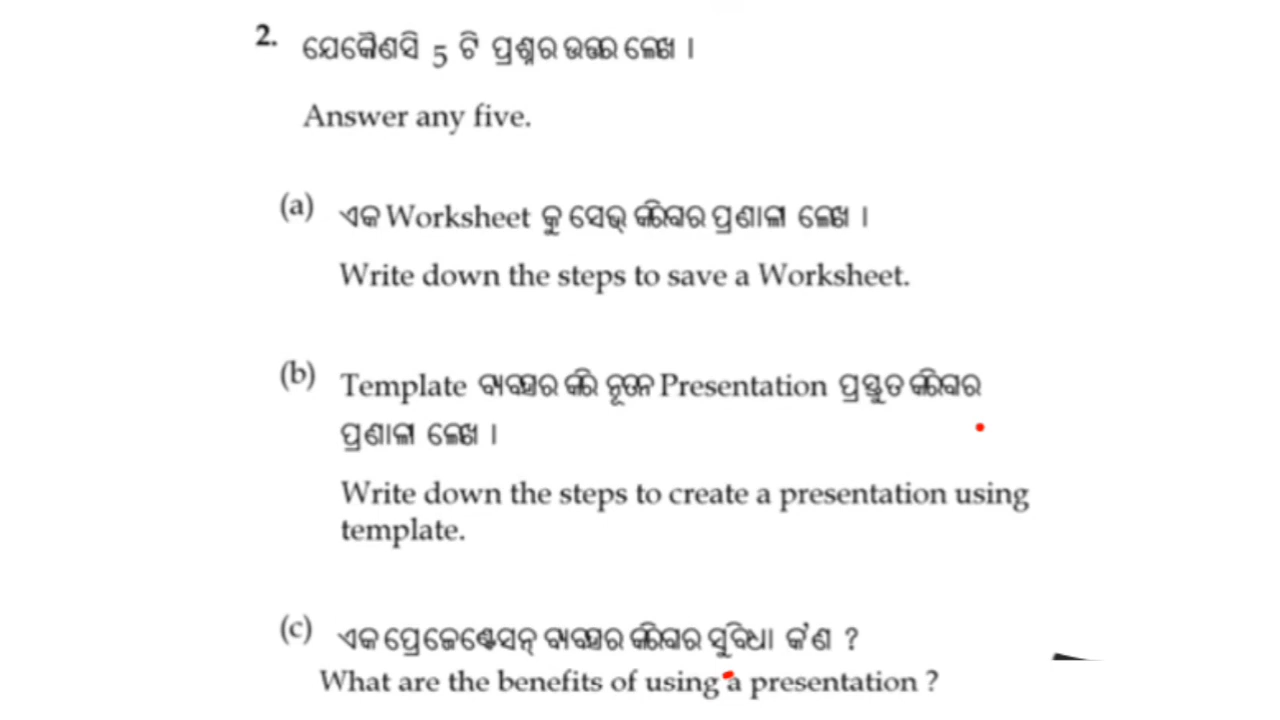 2. ଯେକୌଣସି 5 ଟି ପ୍ରଶ୍ନର ଉତ୍ତର ଲେଖ ।
Answer any five.
(a) ଏକ Worksheet କୁ ସେଭ୍ କରିବାର ପ୍ରଣାଳୀ ଲେଖ ।
Write down the steps to save a Worksheet.
(b) Template ବ୍ୟବହାର କରି ନୂତନ Presentation ପ୍ରସ୍ତୁତ କରିବାର
ପ୍ରଣାଳୀ ଲେଖ ।
Write down the steps to create a presentation using
template.
(c) ଏକ ପ୍ରେଜେଣ୍ଟେସନ୍ ବ୍ୟବହାର କରିବାର ସୁବିଧା କ'ଣ ?
What are the benefits of using a presentation ?